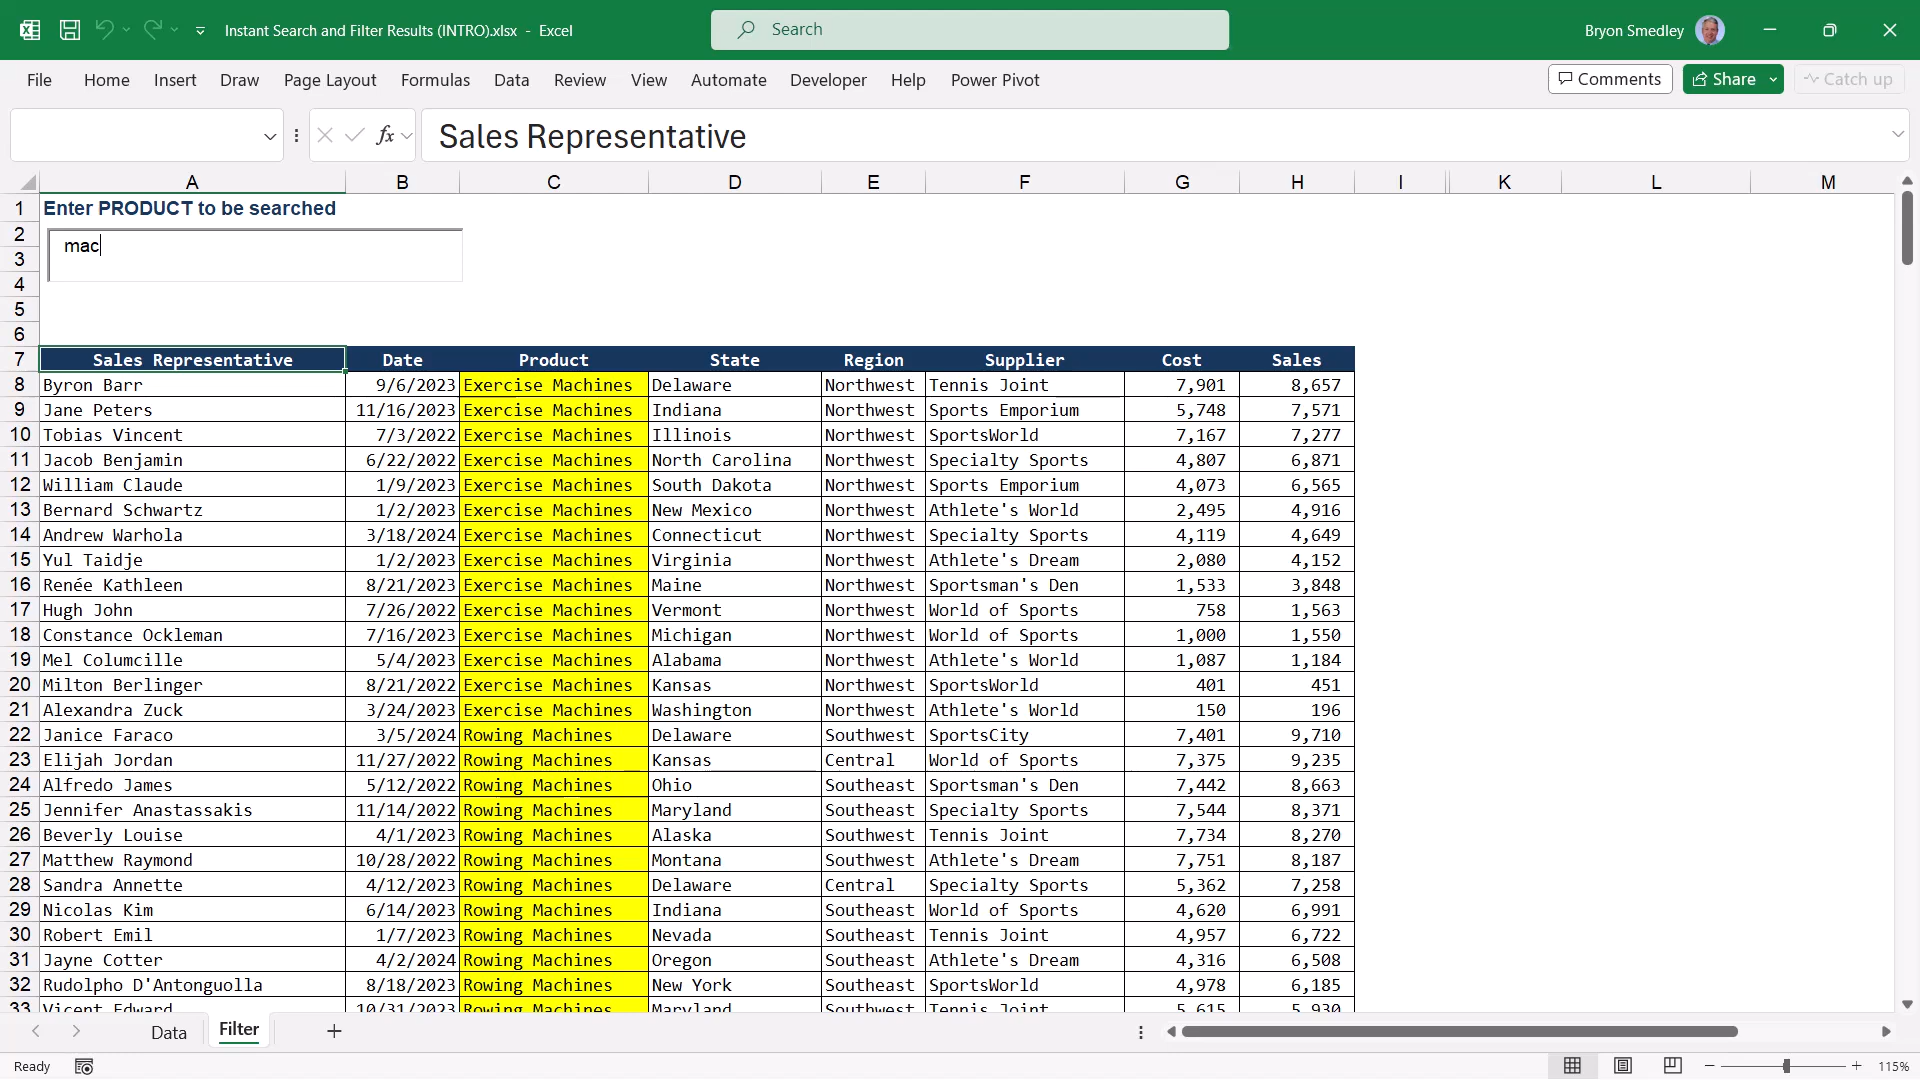 Instant Search and Filter Results (INTRO).xlsx - Excel
Search
Bryon Smedley
File Home Insert Draw Page Layout Formulas Data Review View Automate Developer Help Power Pivot
Comments Share Catch up
fx Sales Representative
A B C D E F G H I K L M
1 Enter PRODUCT to be searched
2 mac
3
4
5
6
7 Sales Representative Date Product State Region Supplier Cost Sales
8 Byron Barr 9/6/2023 Exercise Machines Delaware Northwest Tennis Joint 7,901 8,657
9 Jane Peters 11/16/2023 Exercise Machines Indiana Northwest Sports Emporium 5,748 7,571
10 Tobias Vincent 7/3/2022 Exercise Machines Illinois Northwest SportsWorld 7,167 7,277
11 Jacob Benjamin 6/22/2022 Exercise Machines North Carolina Northwest Specialty Sports 4,807 6,871
12 William Claude 1/9/2023 Exercise Machines South Dakota Northwest Sports Emporium 4,073 6,565
13 Bernard Schwartz 1/2/2023 Exercise Machines New Mexico Northwest Athlete's World 2,495 4,916
14 Andrew Warhola 3/18/2024 Exercise Machines Connecticut Northwest Specialty Sports 4,119 4,649
15 Yul Taidje 1/2/2023 Exercise Machines Virginia Northwest Athlete's Dream 2,080 4,152
16 Renée Kathleen 8/21/2023 Exercise Machines Maine Northwest Sportsman's Den 1,533 3,848
17 Hugh John 7/26/2022 Exercise Machines Vermont Northwest World of Sports 758 1,563
18 Constance Ockleman 7/16/2023 Exercise Machines Michigan Northwest World of Sports 1,000 1,550
19 Mel Columcille 5/4/2023 Exercise Machines Alabama Northwest Athlete's World 1,087 1,184
20 Milton Berlinger 8/21/2022 Exercise Machines Kansas Northwest SportsWorld 401 451
21 Alexandra Zuck 3/24/2023 Exercise Machines Washington Northwest Athlete's World 150 196
22 Janice Faraco 3/5/2024 Rowing Machines Delaware Southwest SportsCity 7,401 9,710
23 Elijah Jordan 11/27/2022 Rowing Machines Kansas Central World of Sports 7,375 9,235
24 Alfredo James 5/12/2022 Rowing Machines Ohio Southeast Sportsman's Den 7,442 8,663
25 Jennifer Anastassakis 11/14/2022 Rowing Machines Maryland Southeast Specialty Sports 7,544 8,371
26 Beverly Louise 4/1/2023 Rowing Machines Alaska Southwest Tennis Joint 7,734 8,270
27 Matthew Raymond 10/28/2022 Rowing Machines Montana Southwest Athlete's Dream 7,751 8,187
28 Sandra Annette 4/12/2023 Rowing Machines Delaware Central Specialty Sports 5,362 7,258
29 Nicolas Kim 6/14/2023 Rowing Machines Indiana Southeast World of Sports 4,620 6,991
30 Robert Emil 1/7/2023 Rowing Machines Nevada Southeast Tennis Joint 4,957 6,722
31 Jayne Cotter 4/2/2024 Rowing Machines Oregon Southeast Athlete's Dream 4,316 6,508
32 Rudolpho D'Antonguolla 8/18/2023 Rowing Machines New York Southeast SportsWorld 4,978 6,185
33 Vicent Edward 10/31/2023 Rowing Machines Maryland Southwest Tennis Joint 5,615 5,930
Data Filter
Ready 115%